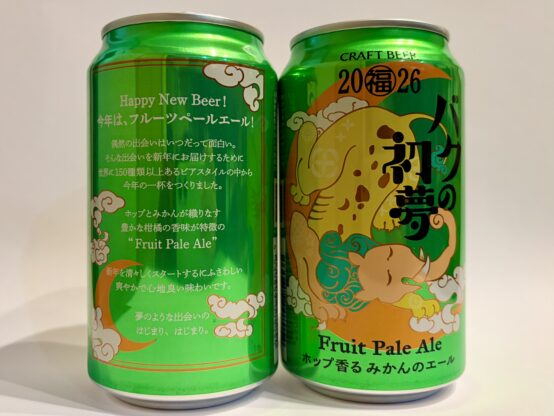 Happy New Beer!
今年は、フルーツペールエール!
偶然の出会いはいつだって面白い。
そんな出会いを新年にお届けするために
世界に150種類以上あるビアスタイルの中から
今年の一杯をつくりました。
ホップとみかんが織りなす
豊かな柑橘の香味が特徴の
“Fruit Pale Ale”
新年を清々しくスタートするにふさわしい
爽やかで心地良い味わいです。
夢のような出会いの、
はじまり、はじまり。
CRAFT BEER
20福26
バクの
初夢
Fruit Pale Ale
ホップ香る みかんのエール